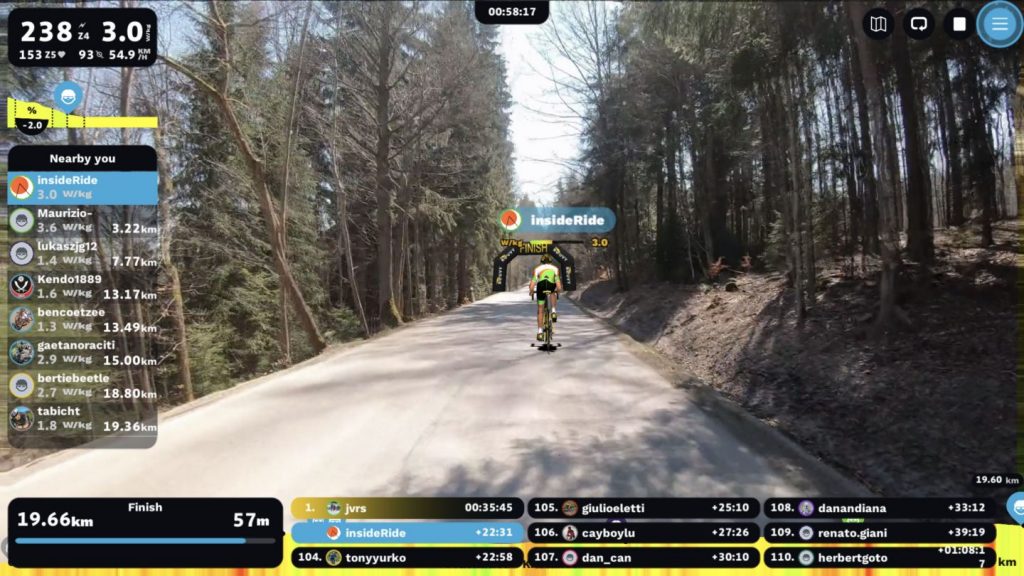 238 Z4 3.0 W/KG
153 Z5 93 54.9 KM/H
00:58:17
%
-2.0
Nearby you
insideRide
3.0 W/kg
Maurizio-
3.6 W/kg 3.22km
lukaszjg12
1.4 W/kg 7.77km
Kendo1889
1.6 W/kg 13.17km
bencoetzee
1.3 W/kg 13.49km
gaetanoraciti
2.9 W/kg 15.00km
bertiebeetle
2.7 W/kg 18.80km
tabicht
1.8 W/kg 19.36km
insideRide
W/kg 3.0
FINISH
19.60 km
Finish
19.66km 57m
1. jvrs 00:35:45
insideRide +22:31
104. tonyyurko +22:58
105. giulioeletti +25:10
106. cayboylu +27:26
107. dan_can +30:10
108. danandiana +33:12
109. renato.giani +39:19
110. herbertgoto +01:08:17
km